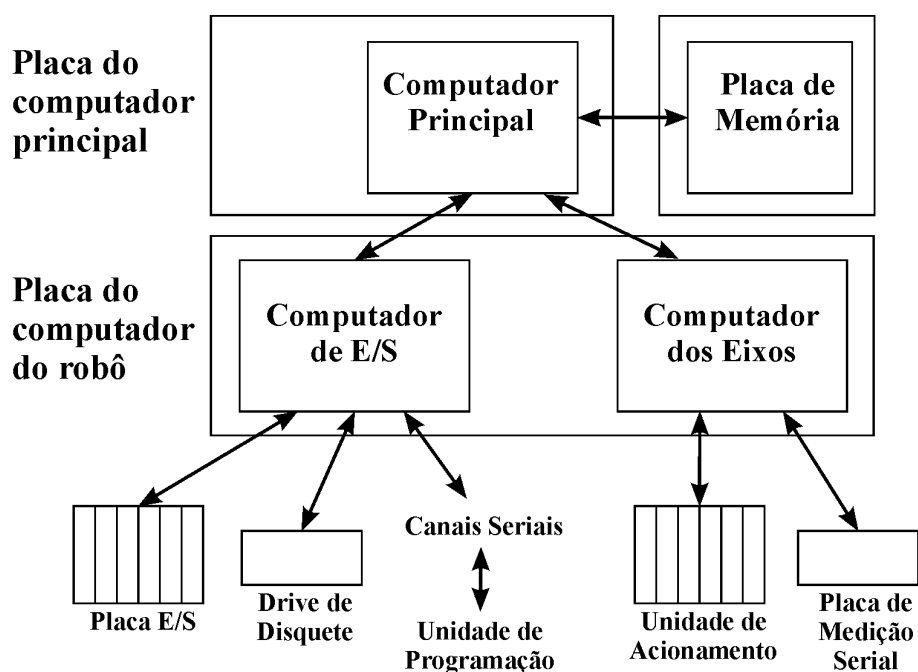 Placa do
computador
principal
Computador
Principal
Placa de
Memória
Placa do
computador
do robô
Computador
de E/S
Computador
dos Eixos
Placa E/S
Drive de
Disquete
Canais Seriais
Unidade de
Programação
Unidade de
Acionamento
Placa de
Medição
Serial